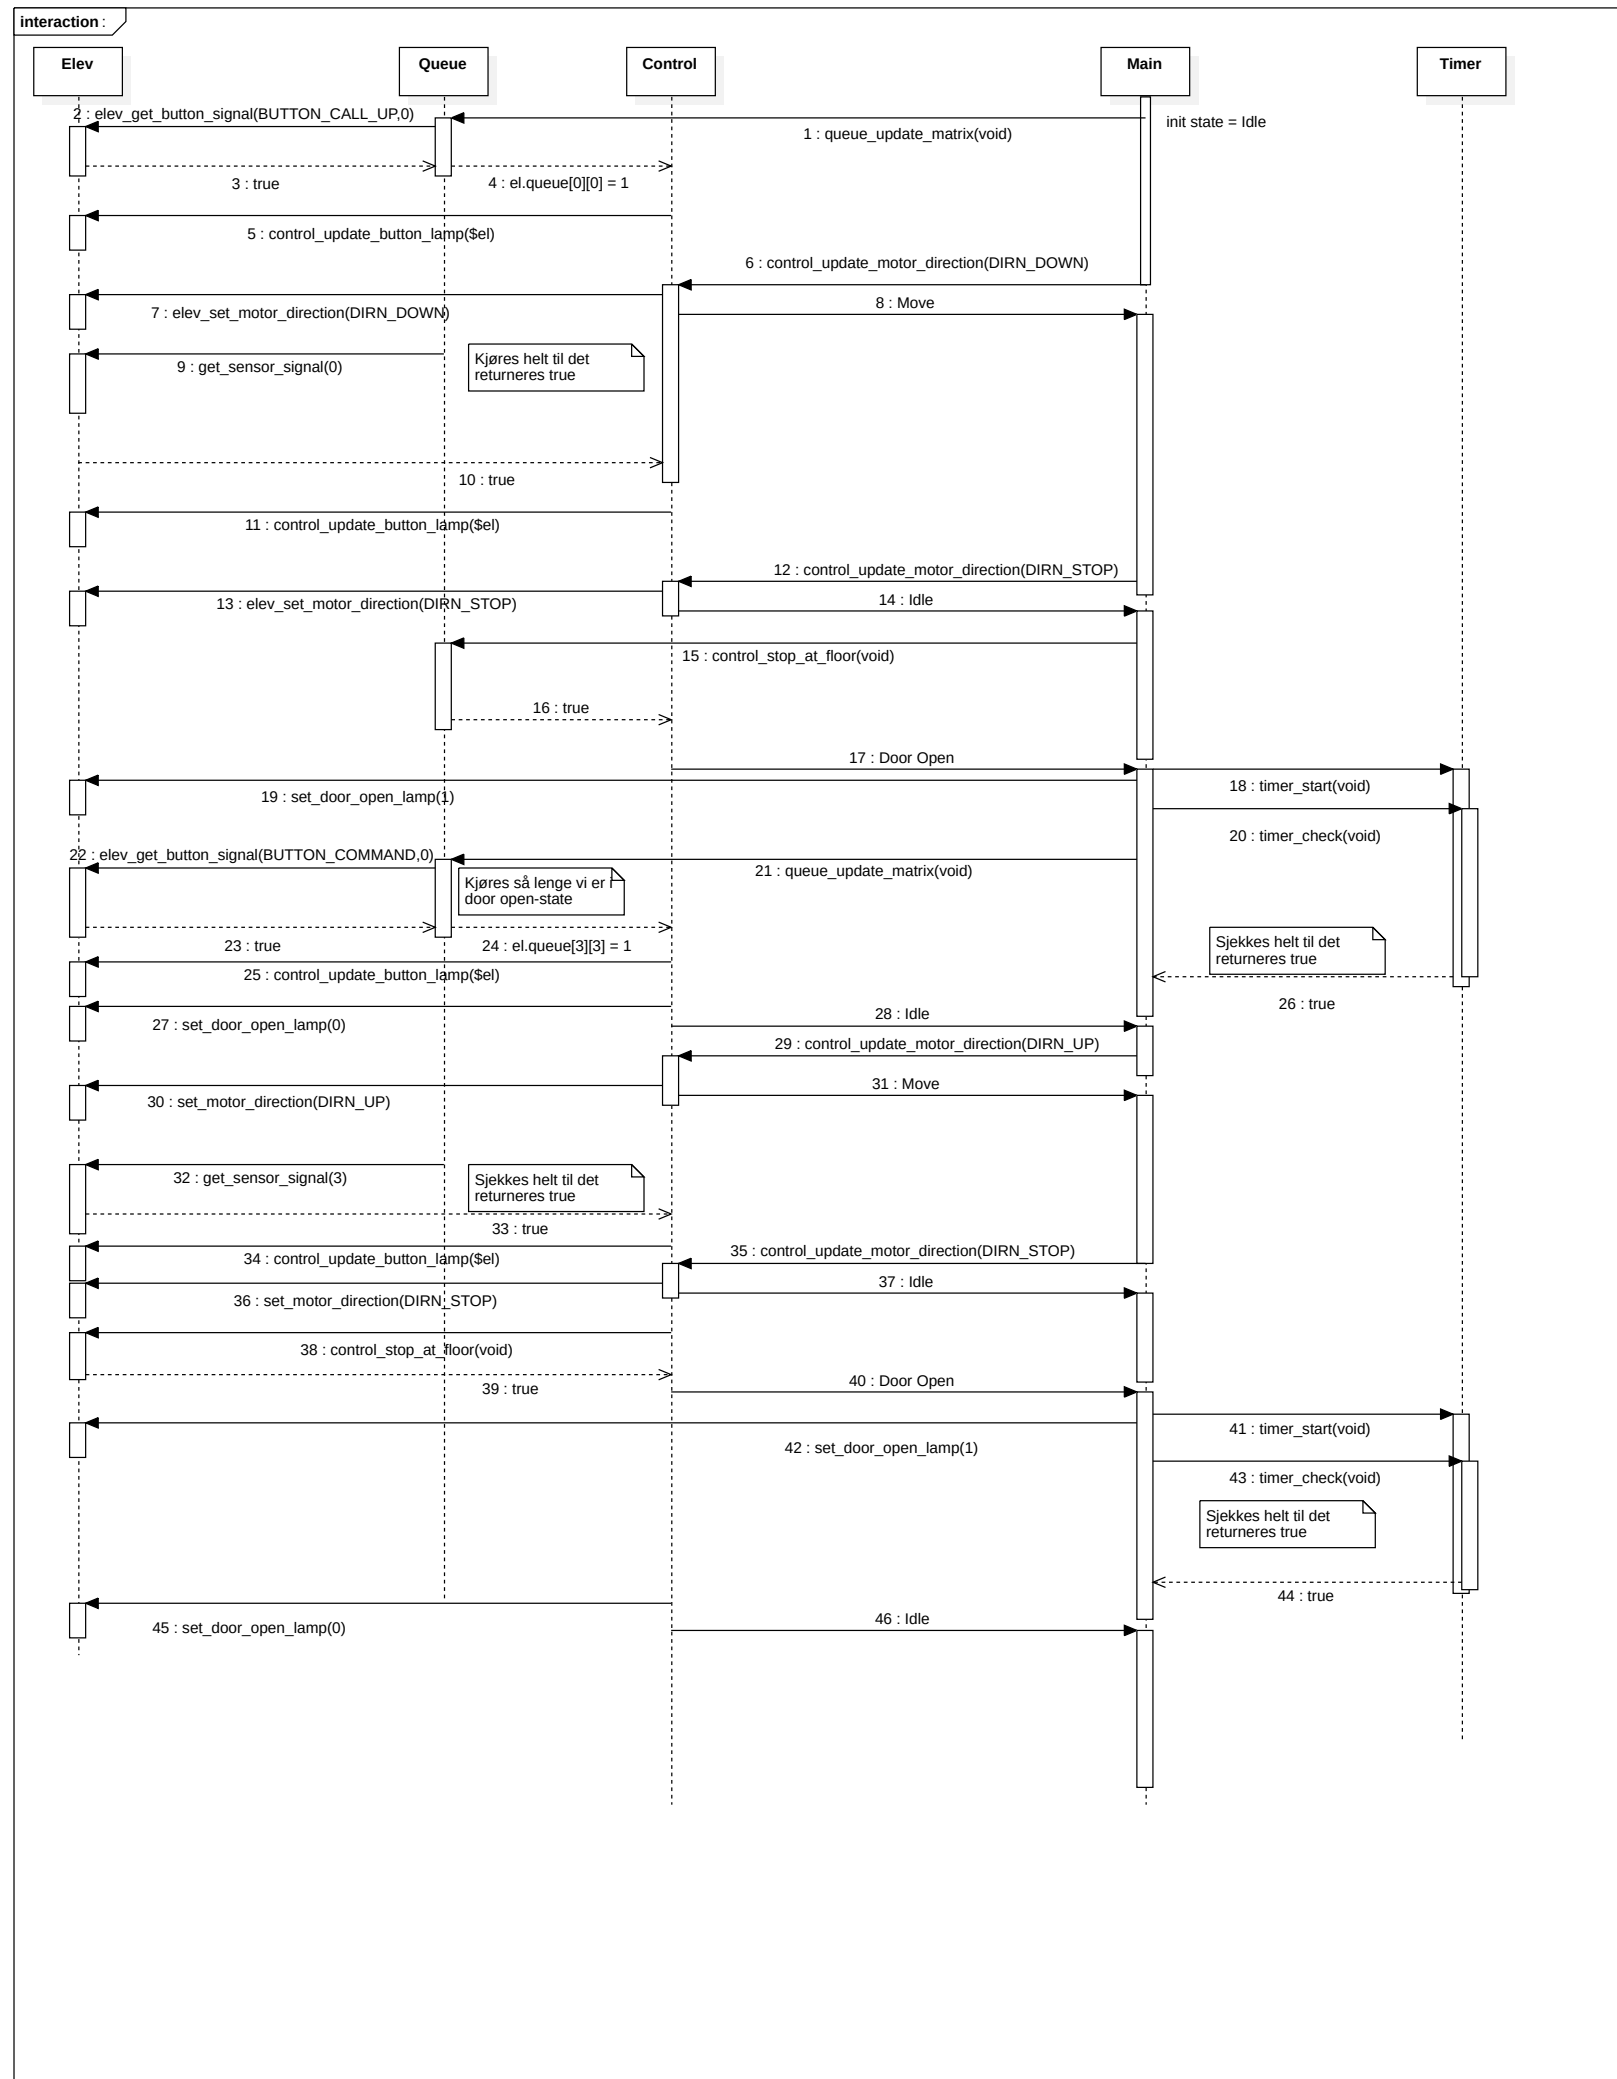 interaction :
Elev
Queue
Control
Main
Timer
2 : elev_get_button_signal(BUTTON_CALL_UP,0)
init state = Idle
1 : queue_update_matrix(void)
3 : true
4 : el.queue[0][0] = 1
5 : control_update_button_lamp($el)
6 : control_update_motor_direction(DIRN_DOWN)
7 : elev_set_motor_direction(DIRN_DOWN)
8 : Move
Kjøres helt til det
returneres true
9 : get_sensor_signal(0)
10 : true
11 : control_update_button_lamp($el)
12 : control_update_motor_direction(DIRN_STOP)
13 : elev_set_motor_direction(DIRN_STOP)
14 : Idle
15 : control_stop_at_floor(void)
16 : true
17 : Door Open
18 : timer_start(void)
19 : set_door_open_lamp(1)
20 : timer_check(void)
22 : elev_get_button_signal(BUTTON_COMMAND,0)
21 : queue_update_matrix(void)
Kjøres så lenge vi er i
door open-state
23 : true
24 : el.queue[3][3] = 1
Sjekkes helt til det
returneres true
25 : control_update_button_lamp($el)
26 : true
27 : set_door_open_lamp(0)
28 : Idle
29 : control_update_motor_direction(DIRN_UP)
30 : set_motor_direction(DIRN_UP)
31 : Move
32 : get_sensor_signal(3)
Sjekkes helt til det
returneres true
33 : true
34 : control_update_button_lamp($el)
35 : control_update_motor_direction(DIRN_STOP)
36 : set_motor_direction(DIRN_STOP)
37 : Idle
38 : control_stop_at_floor(void)
39 : true
40 : Door Open
41 : timer_start(void)
42 : set_door_open_lamp(1)
43 : timer_check(void)
Sjekkes helt til det
returneres true
44 : true
45 : set_door_open_lamp(0)
46 : Idle